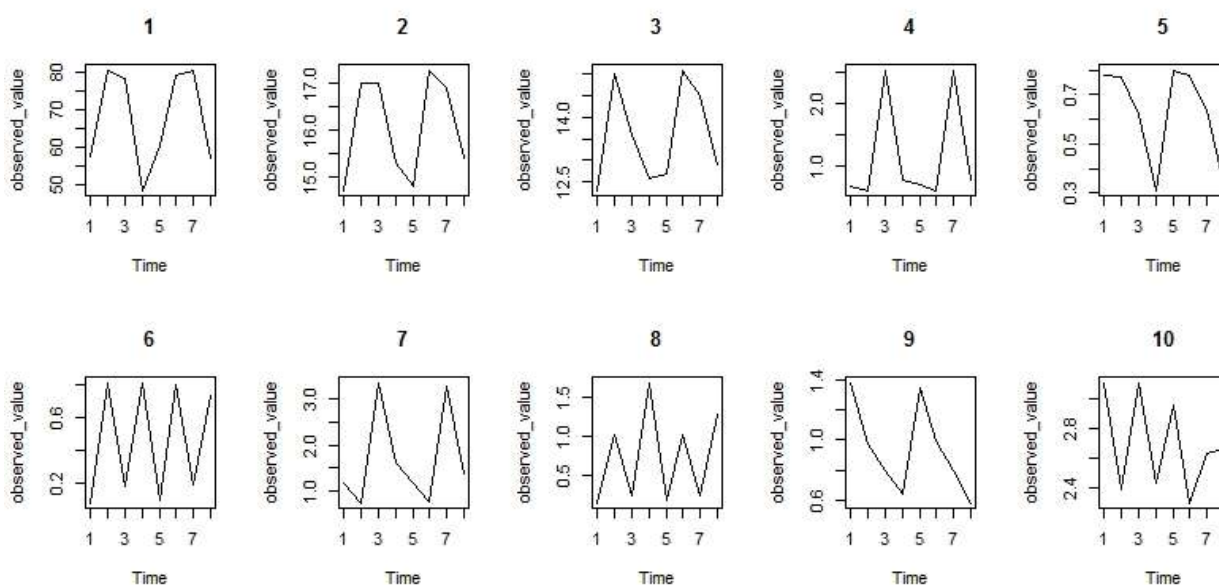 1 2 3 4 5
observed_value 50 60 70 80 observed_value 15.0 16.0 17.0 observed_value 12.5 14.0 observed_value 1.0 2.0 observed_value 0.3 0.5 0.7
1 3 5 7 1 3 5 7 1 3 5 7 1 3 5 7 1 3 5 7
Time Time Time Time Time
6 7 8 9 10
observed_value 0.2 0.6 observed_value 1.0 2.0 3.0 observed_value 0.5 1.0 1.5 observed_value 0.6 1.0 1.4 observed_value 2.4 2.8
1 3 5 7 1 3 5 7 1 3 5 7 1 3 5 7 1 3 5 7
Time Time Time Time Time